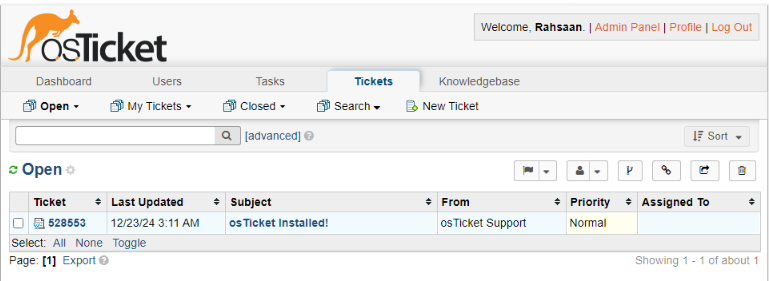 osTicket
Welcome, Rahsaan. | Admin Panel | Profile | Log Out
Dashboard Users Tasks Tickets Knowledgebase
Open My Tickets Closed Search New Ticket
[advanced] Sort
Open
Ticket Last Updated Subject From Priority Assigned To
528553 12/23/24 3:11 AM osTicket Installed! osTicket Support Normal
Select: All None Toggle
Page: [1] Export Showing 1 - 1 of about 1